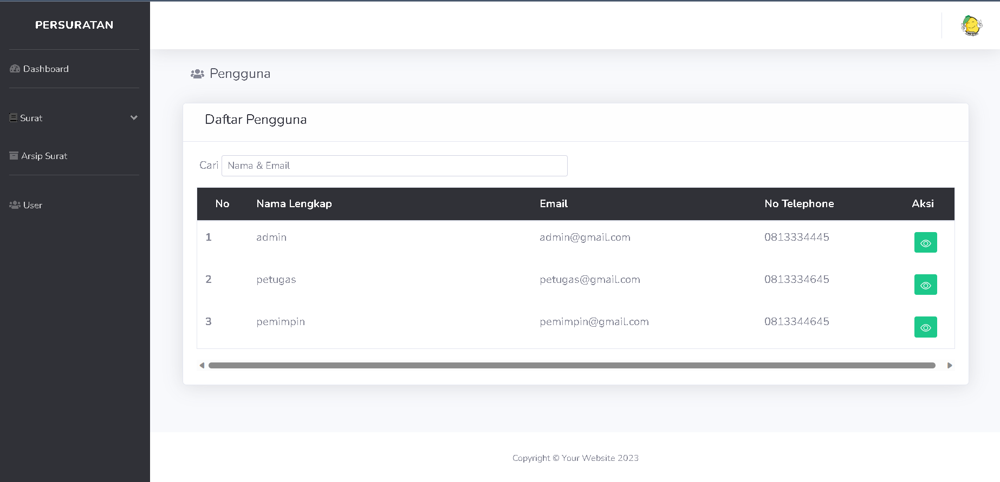 PERSURATAN
Dashboard
Surat
Arsip Surat
User
Pengguna
Daftar Pengguna
Cari Nama & Email
No Nama Lengkap Email No Telephone Aksi
1 admin admin@gmail.com 0813334445
2 petugas petugas@gmail.com 0813334645
3 pemimpin pemimpin@gmail.com 0813344645
Copyright © Your Website 2023